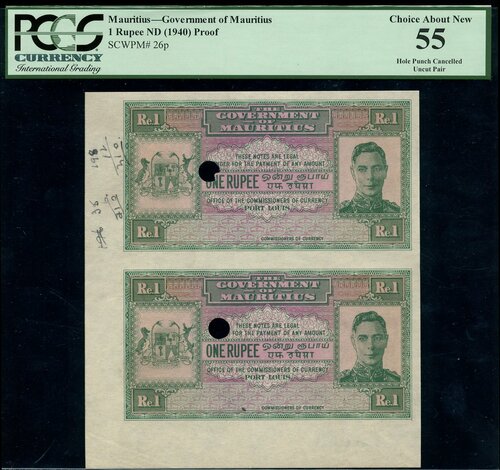 PCGS
CURRENCY
International Grading
Mauritius—Government of Mauritius
1 Rupee ND (1940) Proof
SCWPM# 26p
Choice About New
55
Hole Punch Cancelled
Uncut Pair
THE
GOVERNMENT
OF
MAURITIUS
Re.1
Re.1
THESE NOTES ARE LEGAL
DER FOR THE PAYMENT OF ANY AMOUNT
ONE RUPEE ஒன்று ரூபாய்
एक रुपया
OFFICE OF THE COMMISSIONERS OF CURRENCY
PORT LOUIS
COMMISSIONERS OF CURRENCY
Re.1
Re.1
THE
GOVERNMENT
OF
MAURITIUS
Re.1
Re.1
THESE NOTES ARE LEGAL
FOR THE PAYMENT OF ANY AMOUNT
ONE RUPEE ஒன்று ரூபாய்
एक रुपया
OFFICE OF THE COMMISSIONERS OF CURRENCY
PORT LOUIS
COMMISSIONERS OF CURRENCY
Re.1
Re.1